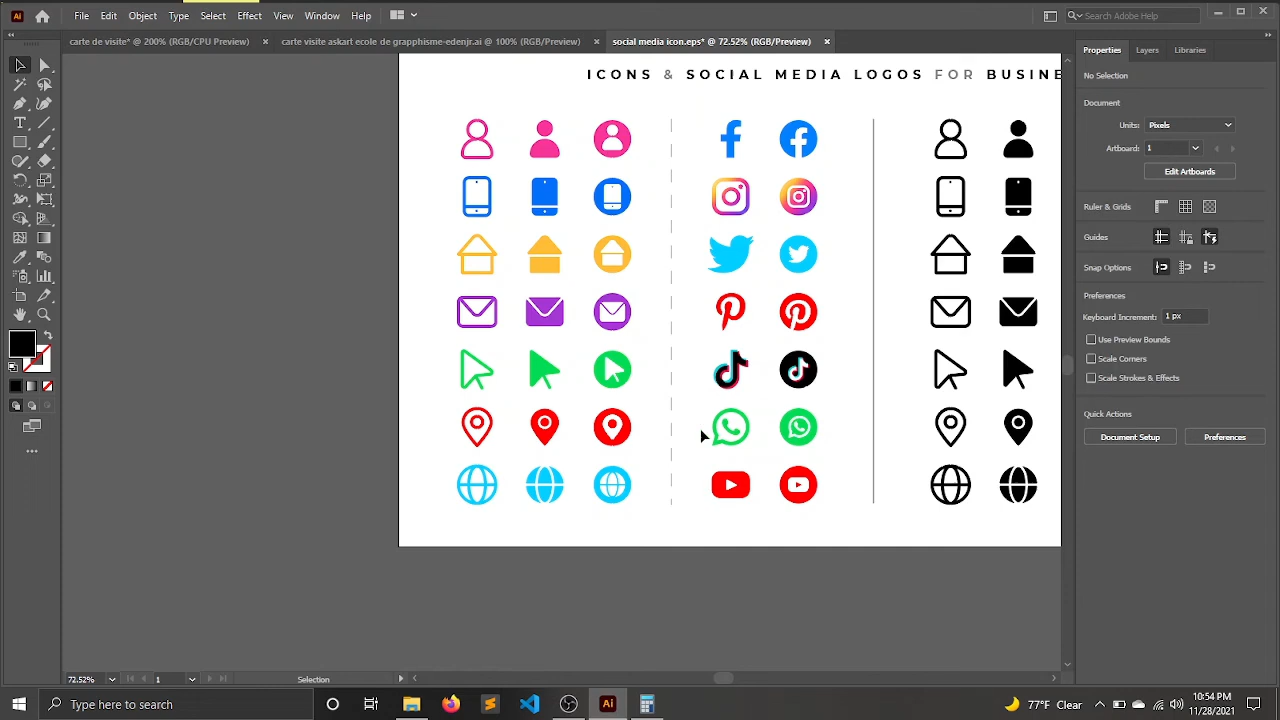 Ai File Edit Object Type Select Effect View Window Help Search Adobe Help
carte de visite* @ 200% (RGB/CPU Preview) carte visite askart ecole de grapphisme-edenjr.ai @ 100% (RGB/Preview) social media icon.eps* @ 72.52% (RGB/Preview)
ICONS & SOCIAL MEDIA LOGOS FOR BUSINE
Properties Layers Libraries
No Selection
Document
Units: Pixels
Artboard: 1
Edit Artboards
Ruler & Grids
Guides
Snap Options
Preferences
Keyboard Increment: 1 px
Use Preview Bounds
Scale Corners
Scale Strokes & Effects
Quick Actions
Document Setup Preferences
72.52% 1 Selection
Type here to search Ai 77°F Clear 10:54 PM
11/28/2021